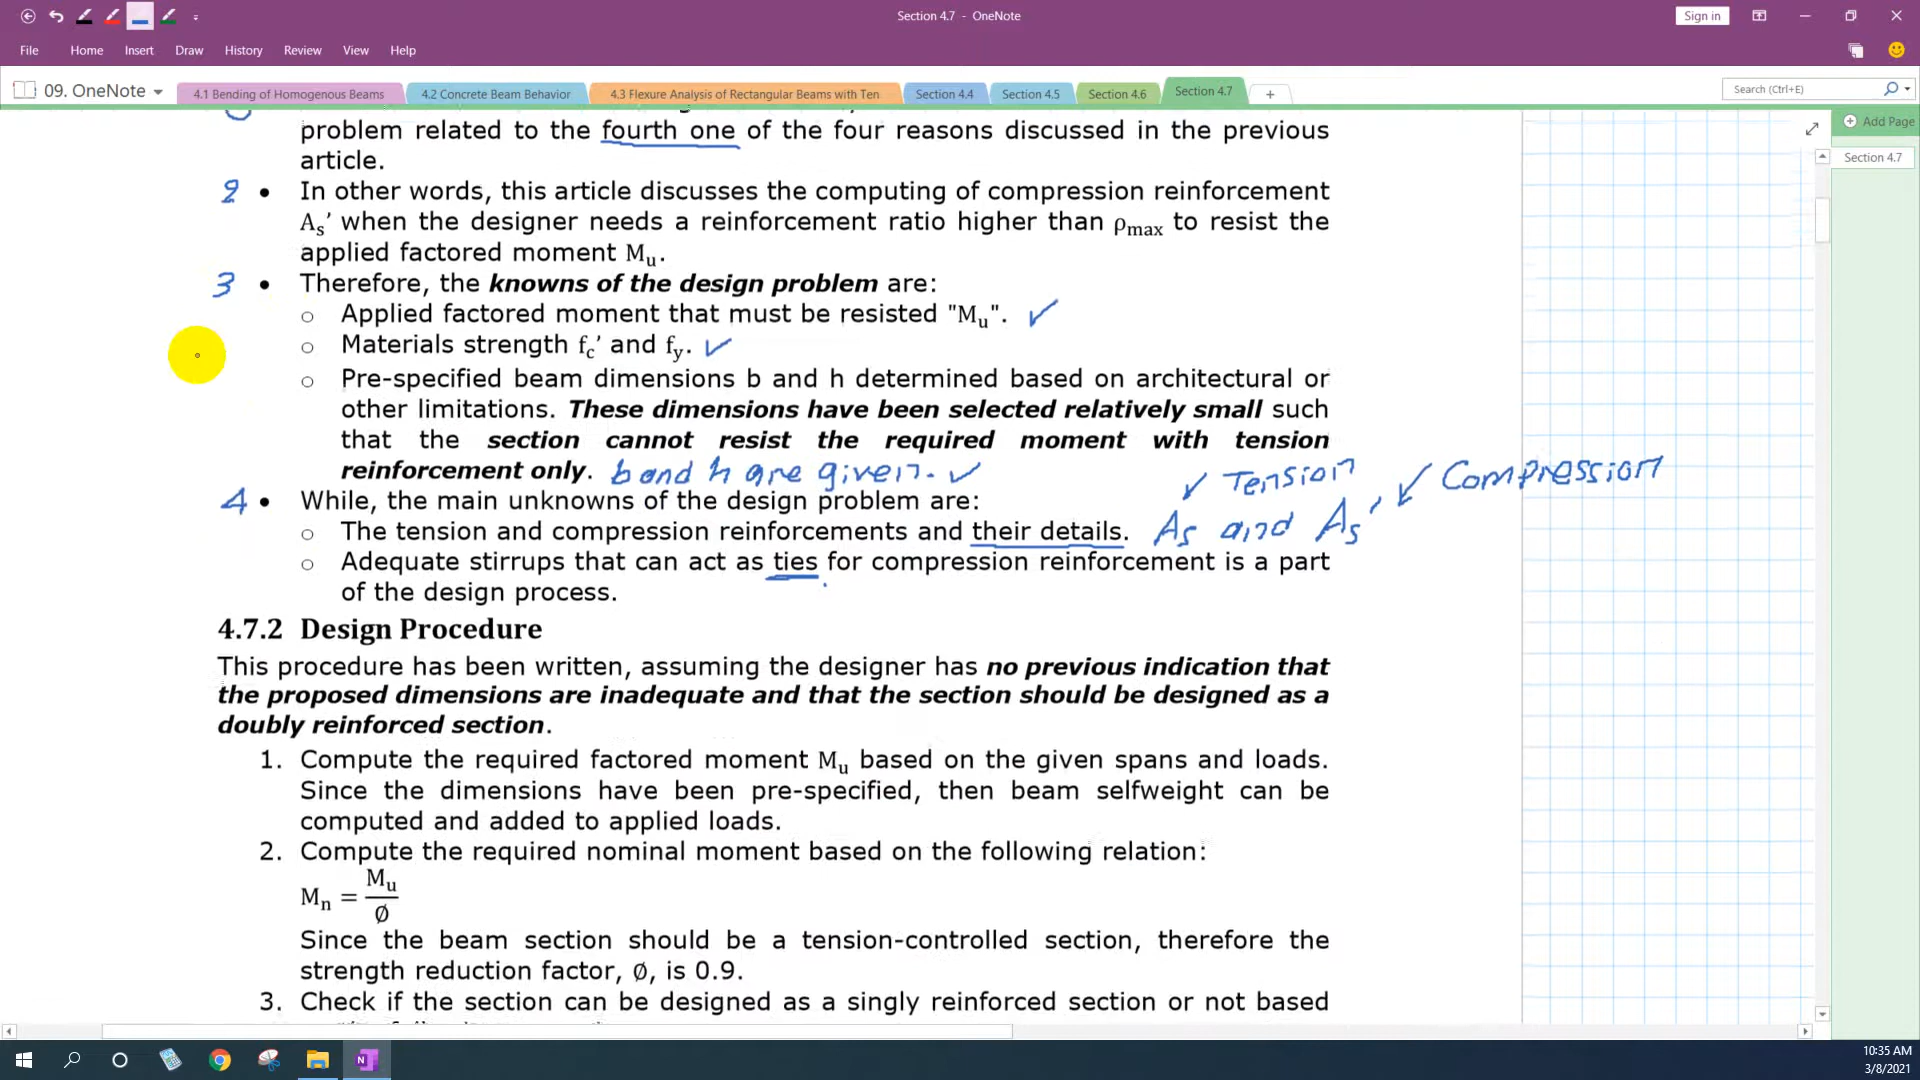 Section 4.7 - OneNote
Sign in
File Home Insert Draw History Review View Help
09. OneNote
4.1 Bending of Homogenous Beams
4.2 Concrete Beam Behavior
4.3 Flexure Analysis of Rectangular Beams with Ten
Section 4.4
Section 4.5
Section 4.6
Section 4.7
Search (Ctrl+E)
Add Page
Section 4.7
problem related to the fourth one of the four reasons discussed in the previous
article.
2 • In other words, this article discusses the computing of compression reinforcement
As’ when the designer needs a reinforcement ratio higher than ρmax to resist the
applied factored moment Mu.
3 • Therefore, the knowns of the design problem are:
○ Applied factored moment that must be resisted "Mu". ✓
○ Materials strength fc’ and fy. ✓
○ Pre-specified beam dimensions b and h determined based on architectural or
other limitations. These dimensions have been selected relatively small such
that the section cannot resist the required moment with tension
reinforcement only. b and h are given. ✓
Tension
Compression
4 • While, the main unknowns of the design problem are:
○ The tension and compression reinforcements and their details. As and As'
○ Adequate stirrups that can act as ties for compression reinforcement is a part
of the design process.
4.7.2 Design Procedure
This procedure has been written, assuming the designer has no previous indication that
the proposed dimensions are inadequate and that the section should be designed as a
doubly reinforced section.
1. Compute the required factored moment Mu based on the given spans and loads.
Since the dimensions have been pre-specified, then beam selfweight can be
computed and added to applied loads.
2. Compute the required nominal moment based on the following relation:
Mn = Mu/∅
Since the beam section should be a tension-controlled section, therefore the
strength reduction factor, ∅, is 0.9.
3. Check if the section can be designed as a singly reinforced section or not based
10:35 AM
3/8/2021